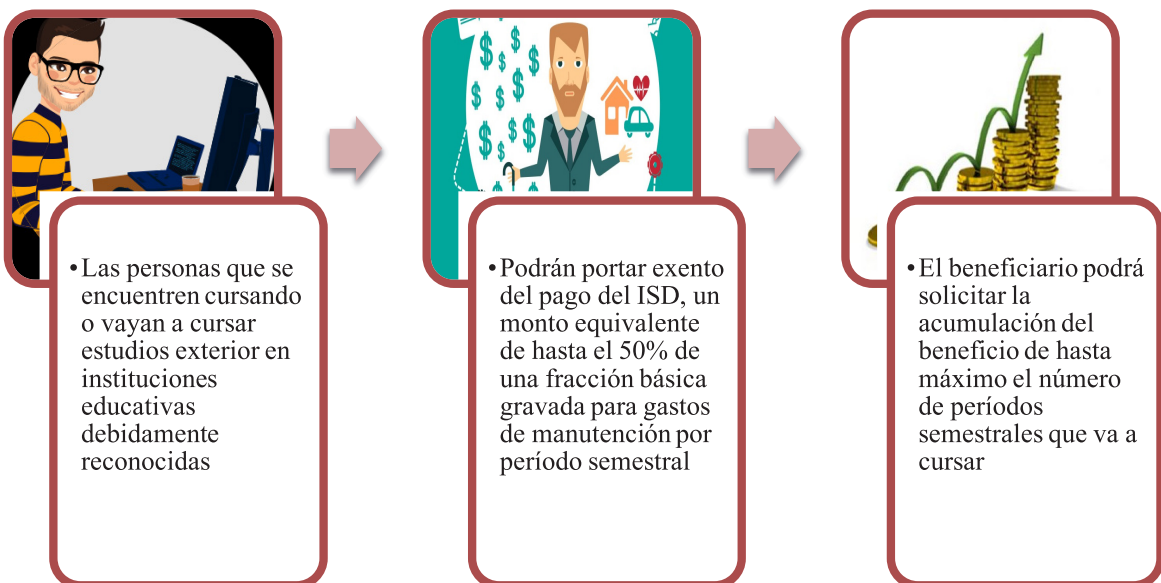 •Las personas que se
encuentren cursando
o vayan a cursar
estudios exterior en
instituciones
educativas
debidamente
reconocidas
•Podrán portar exento
del pago del ISD, un
monto equivalente
de hasta el 50% de
una fracción básica
gravada para gastos
de manutención por
período semestral
•El beneficiario podrá
solicitar la
acumulación del
beneficio de hasta
máximo el número
de períodos
semestrales que va a
cursar